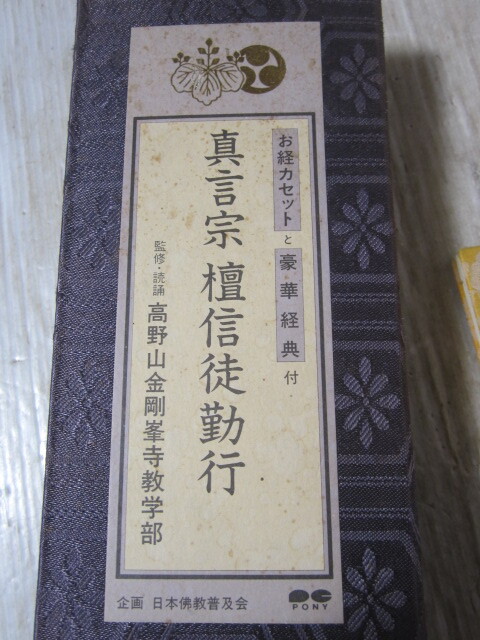 お経カセットと豪華経典付
真言宗 檀信徒勤行
監修・読誦 高野山金剛峯寺教学部
企画 日本佛教普及会
PONY